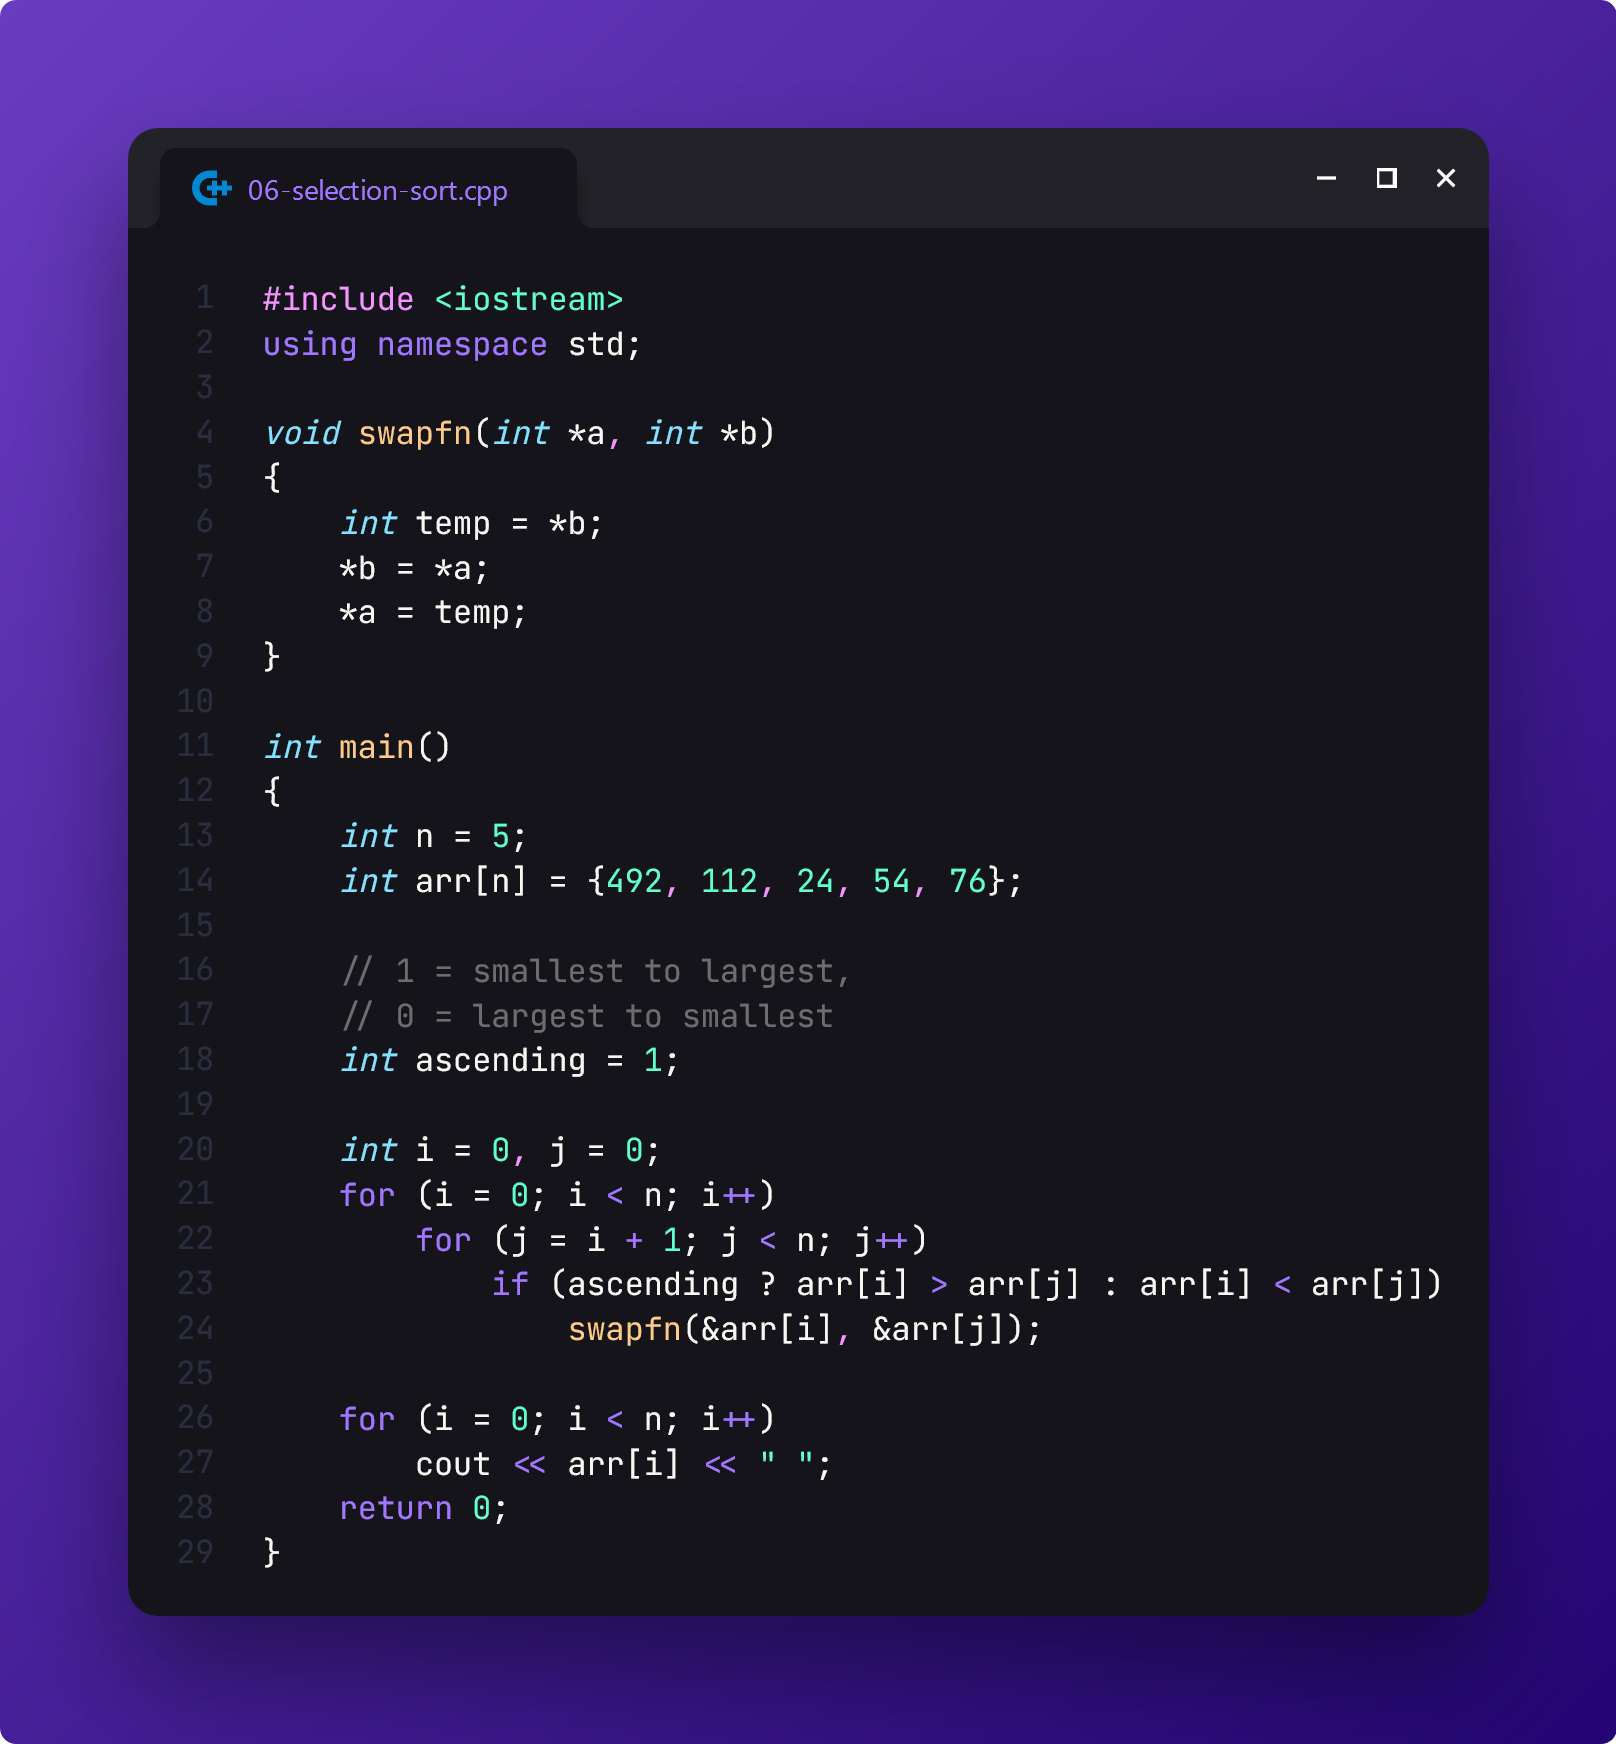 06-selection-sort.cpp
1 #include <iostream>
2 using namespace std;
3
4 void swapfn(int *a, int *b)
5 {
6     int temp = *b;
7     *b = *a;
8     *a = temp;
9 }
10
11 int main()
12 {
13     int n = 5;
14     int arr[n] = {492, 112, 24, 54, 76};
15
16     // 1 = smallest to largest,
17     // 0 = largest to smallest
18     int ascending = 1;
19
20     int i = 0, j = 0;
21     for (i = 0; i < n; i++)
22         for (j = i + 1; j < n; j++)
23             if (ascending ? arr[i] > arr[j] : arr[i] < arr[j])
24                 swapfn(&arr[i], &arr[j]);
25
26     for (i = 0; i < n; i++)
27         cout << arr[i] << " ";
28     return 0;
29 }